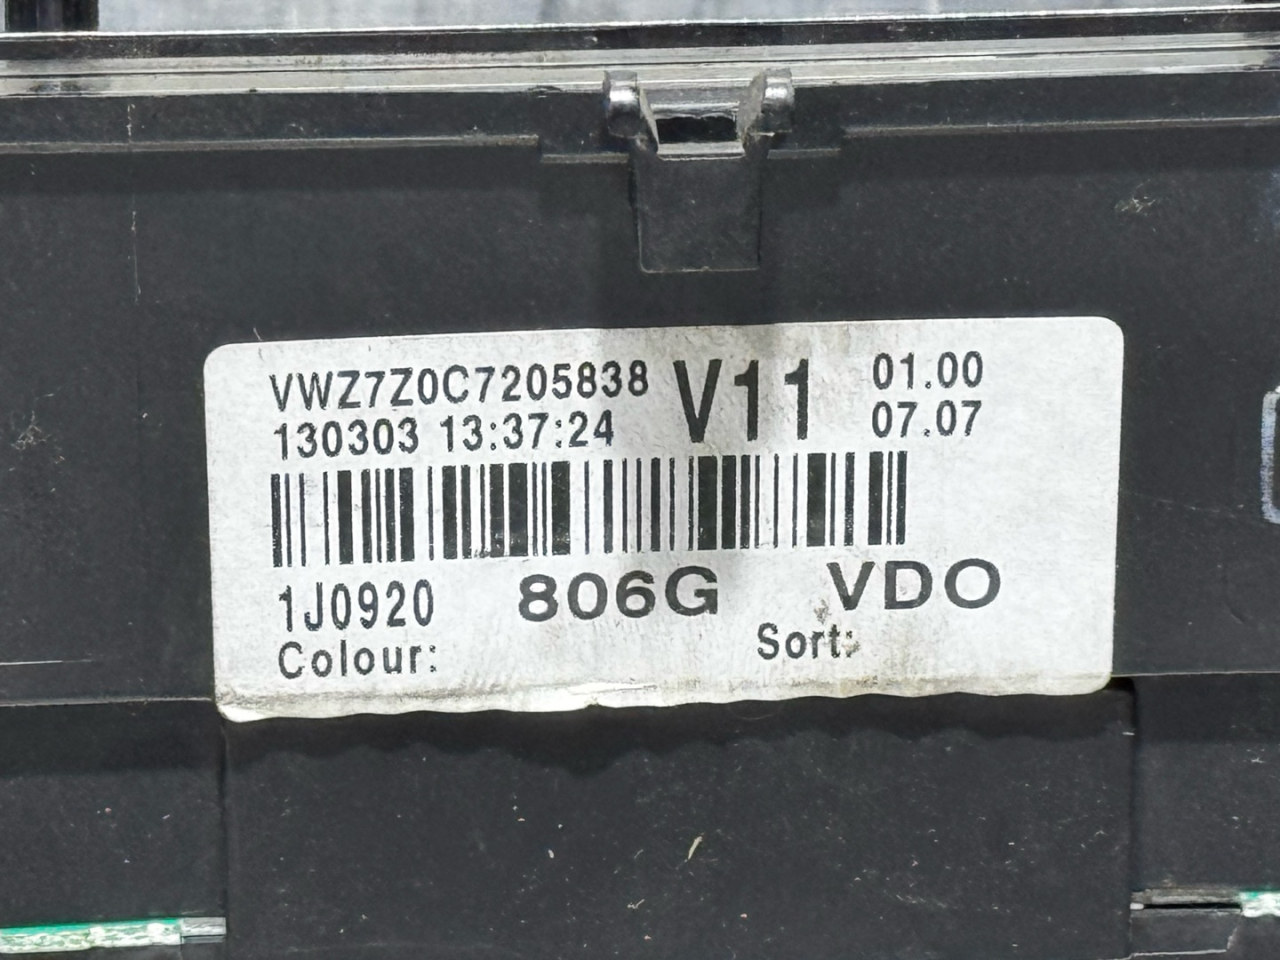 VWZ7Z0C7205838 V11 01.00
130303 13:37:24 07.07
1J0920 806G VDO
Colour: Sort: